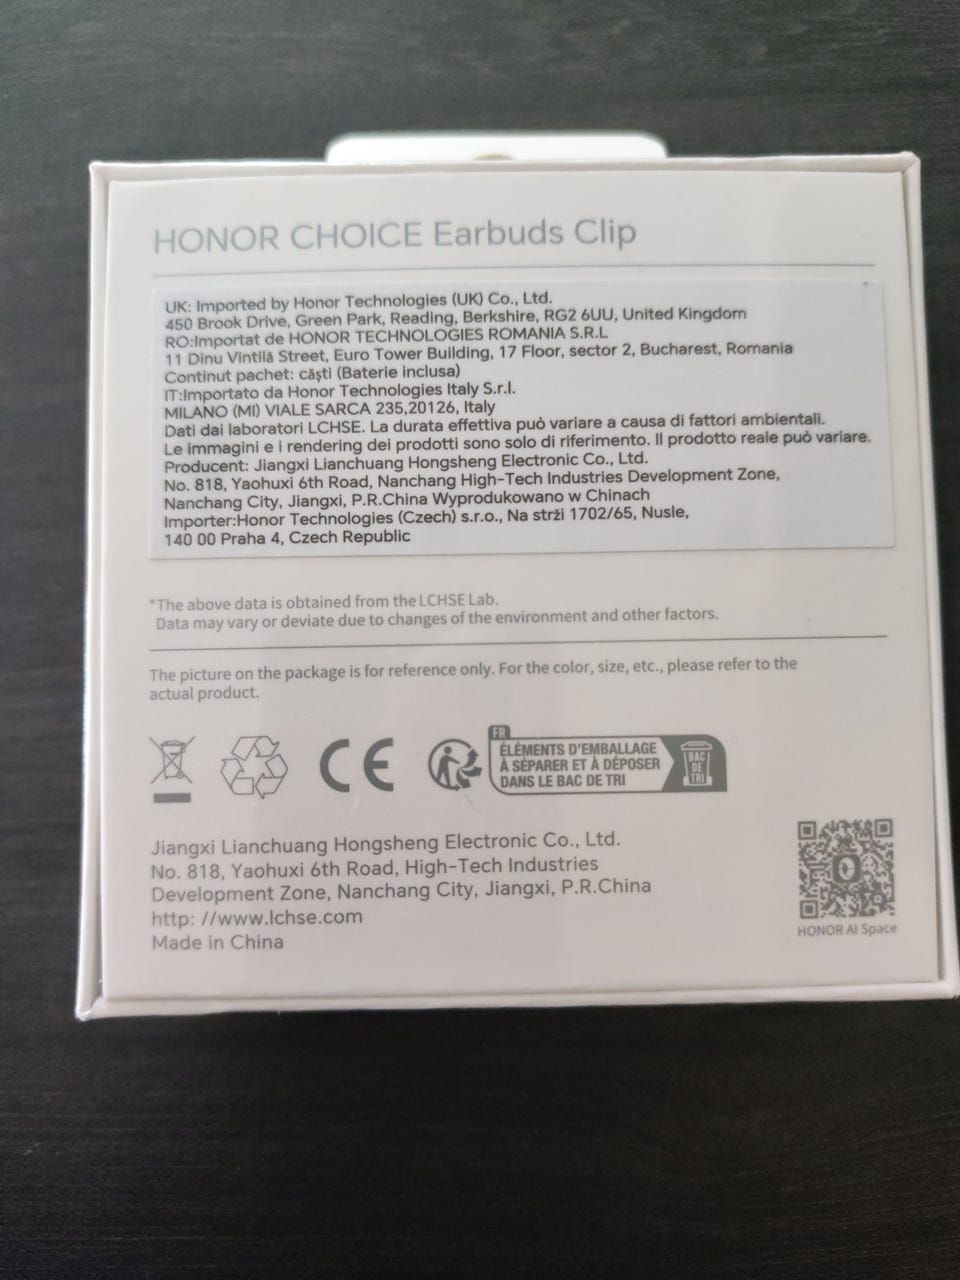 HONOR CHOICE Earbuds Clip
UK: Imported by Honor Technologies (UK) Co., Ltd.
450 Brook Drive, Green Park, Reading, Berkshire, RG2 6UU, United Kingdom
RO:Importat de HONOR TECHNOLOGIES ROMANIA S.R.L
11 Dinu Vintilă Street, Euro Tower Building, 17 Floor, sector 2, Bucharest, Romania
Continut pachet: căști (Baterie inclusa)
IT:Importato da Honor Technologies Italy S.r.l.
MILANO (MI) VIALE SARCA 235,20126, Italy
Dati dai laboratori LCHSE. La durata effettiva può variare a causa di fattori ambientali.
Le immagini e i rendering dei prodotti sono solo di riferimento. Il prodotto reale può variare.
Producent: Jiangxi Lianchuang Hongsheng Electronic Co., Ltd.
No. 818, Yaohuxi 6th Road, Nanchang High-Tech Industries Development Zone,
Nanchang City, Jiangxi, P.R.China Wyprodukowano w Chinach
Importer:Honor Technologies (Czech) s.r.o., Na strži 1702/65, Nusle,
140 00 Praha 4, Czech Republic
*The above data is obtained from the LCHSE Lab.
Data may vary or deviate due to changes of the environment and other factors.
The picture on the package is for reference only. For the color, size, etc., please refer to the
actual product.
CE
FR
ÉLÉMENTS D'EMBALLAGE
À SÉPARER ET À DÉPOSER
DANS LE BAC DE TRI
BAC
DE
TRI
Jiangxi Lianchuang Hongsheng Electronic Co., Ltd.
No. 818, Yaohuxi 6th Road, High-Tech Industries
Development Zone, Nanchang City, Jiangxi, P.R.China
http: //www.lchse.com
Made in China
HONOR AI Space